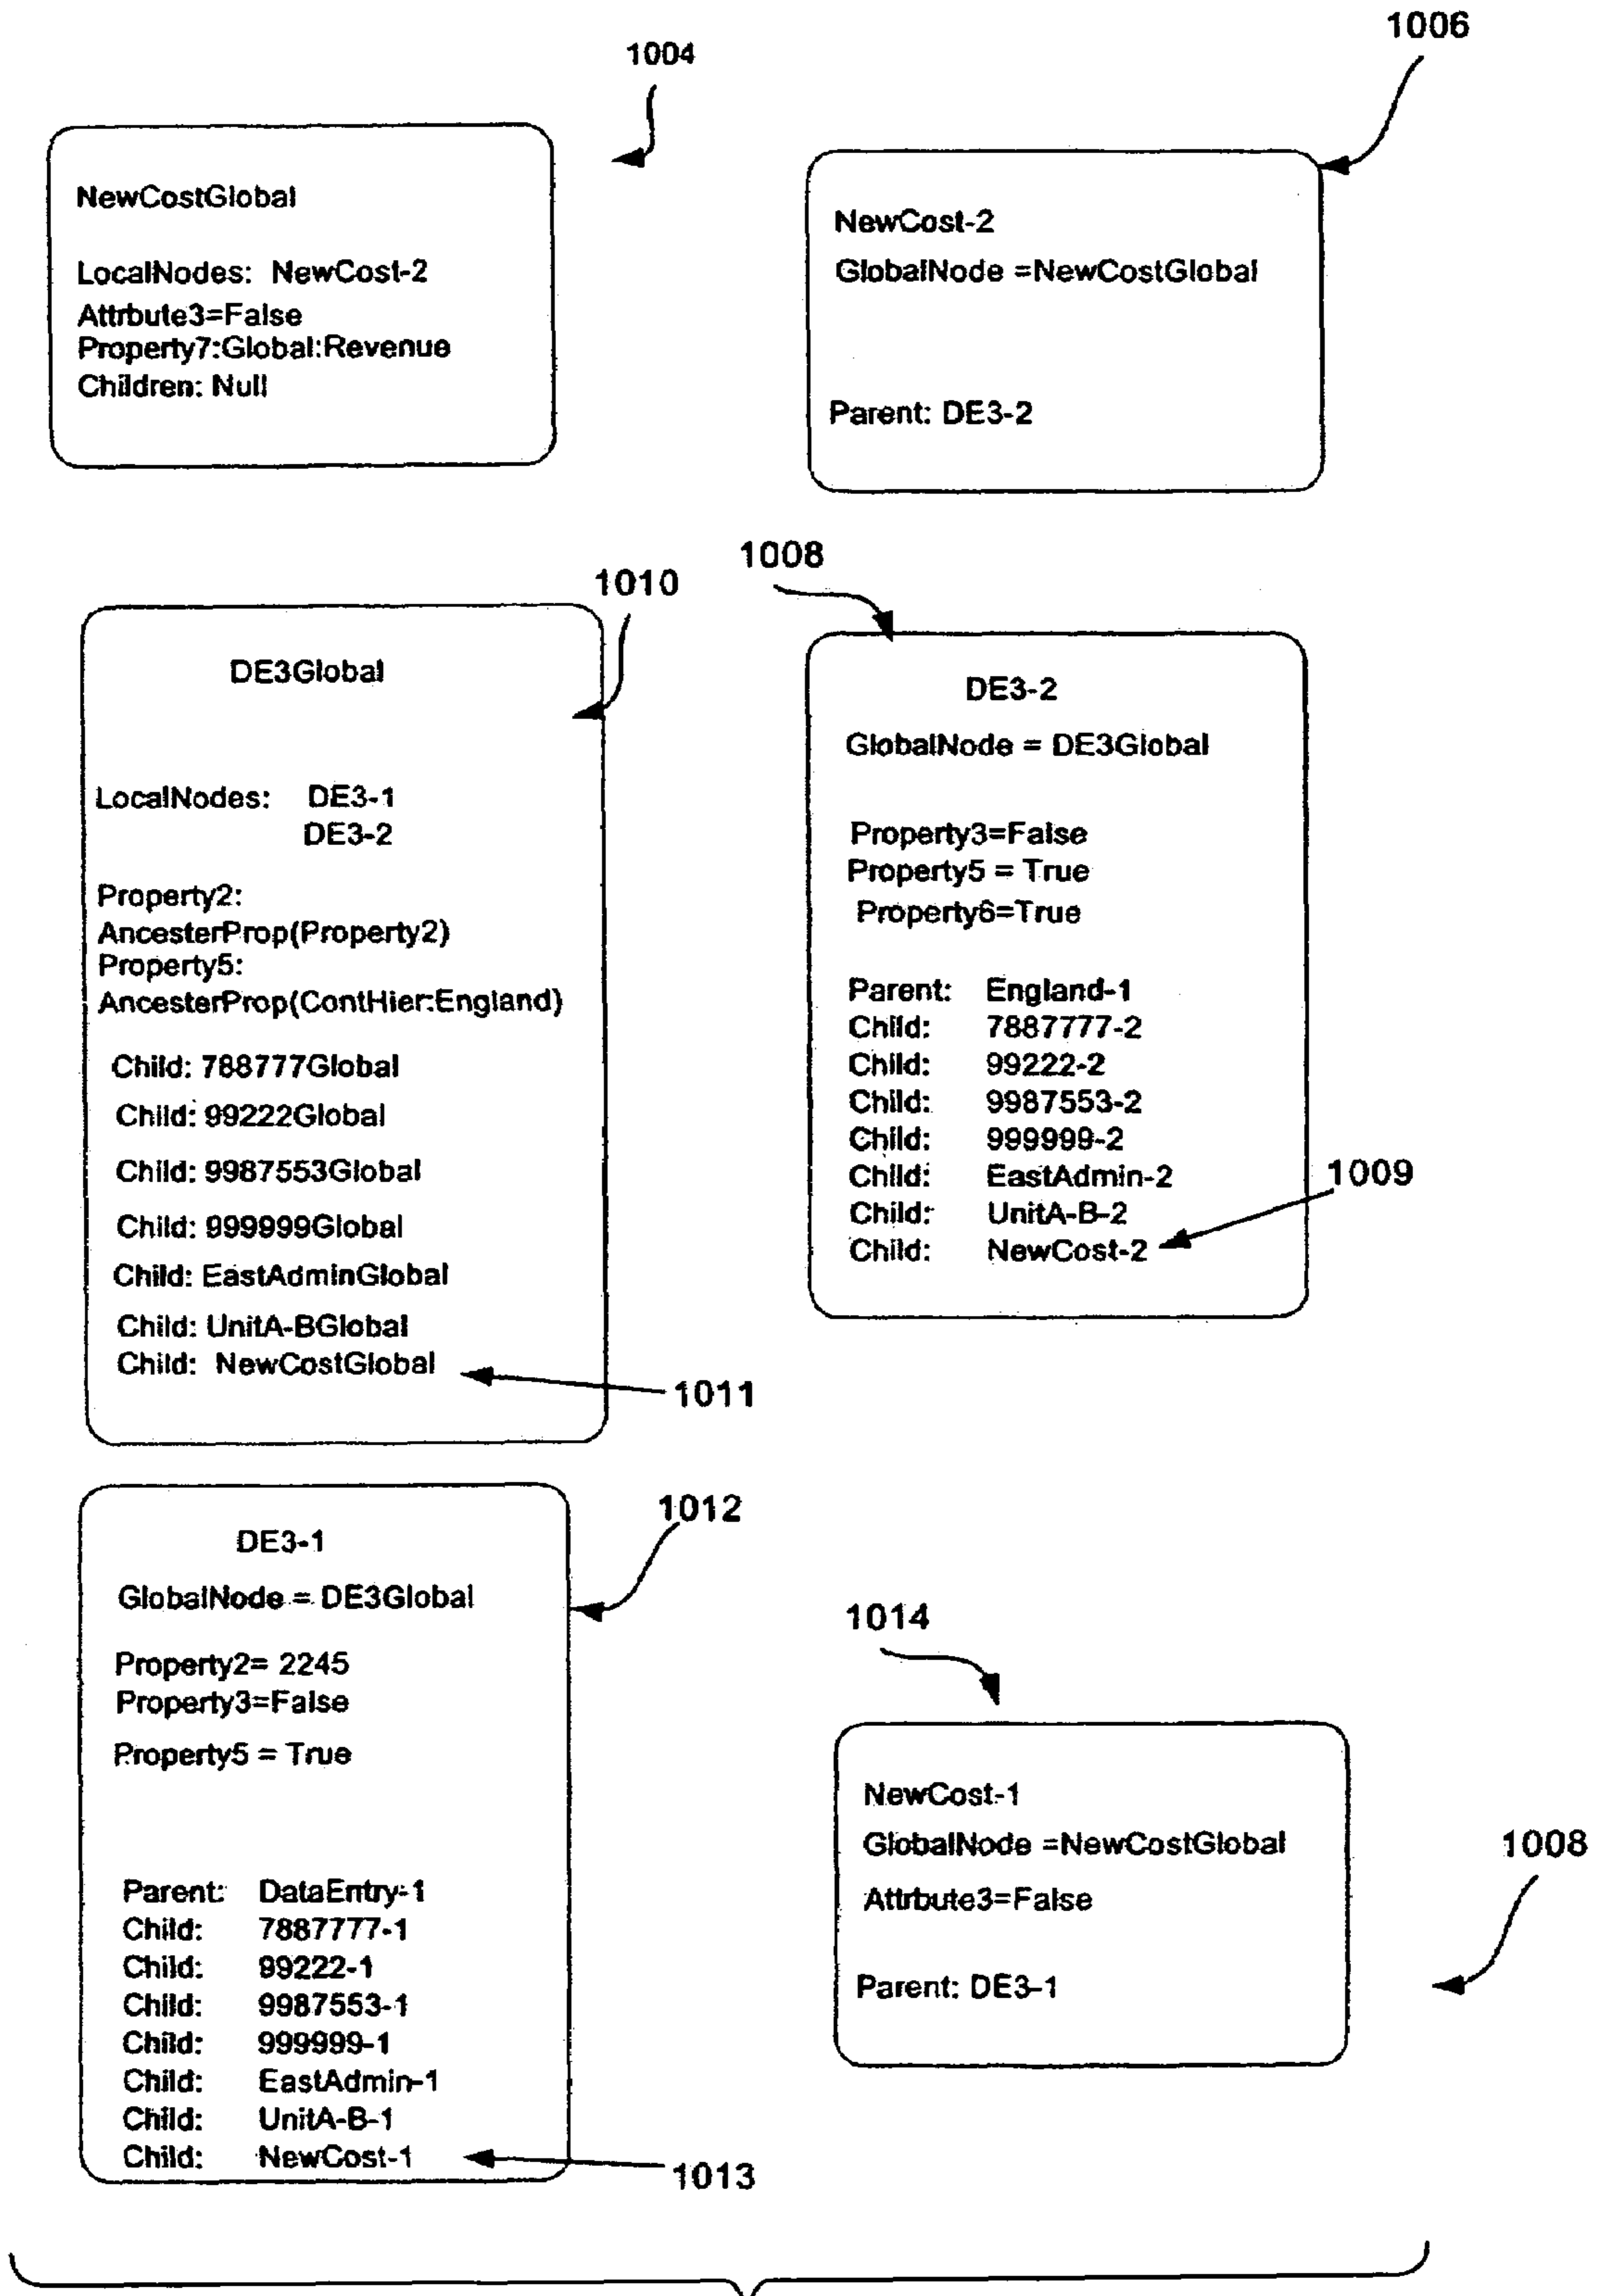 1004
1006
NewCostGlobal
LocalNodes: NewCost-2
Attrbute3=False
Property7:Global:Revenue
Children: Null
NewCost-2
GlobalNode =NewCostGlobal
Parent: DE3-2
1010
1008
DE3Global
LocalNodes: DE3-1
DE3-2
Property2:
AncesterProp(Property2)
Property5:
AncesterProp(ContHier:England)
Child: 788777Global
Child: 99222Global
Child: 9987553Global
Child: 999999Global
Child: EastAdminGlobal
Child: UnitA-BGlobal
Child: NewCostGlobal
1011
DE3-2
GlobalNode = DE3Global
Property3=False
Property5 = True
Property6=True
Parent: England-1
Child: 7887777-2
Child: 99222-2
Child: 9987553-2
Child: 999999-2
Child: EastAdmin-2
Child: UnitA-B-2
Child: NewCost-2
1009
1012
DE3-1
GlobalNode = DE3Global
Property2= 2245
Property3=False
Property5 = True
Parent: DataEntry-1
Child: 7887777-1
Child: 99222-1
Child: 9987553-1
Child: 999999-1
Child: EastAdmin-1
Child: UnitA-B-1
Child: NewCost-1
1013
1014
NewCost-1
GlobalNode =NewCostGlobal
Attrbute3=False
Parent: DE3-1
1008